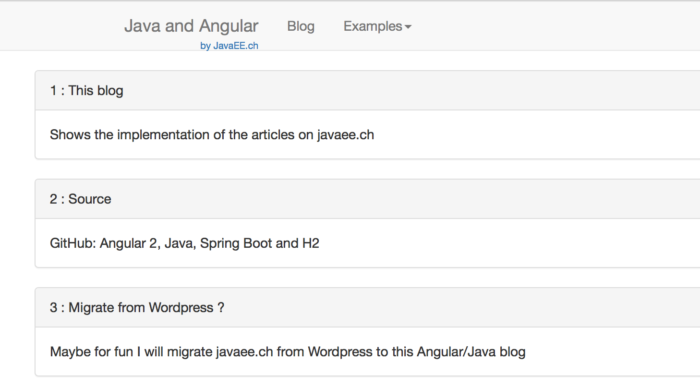 Java and Angular Blog Examples
by JavaEE.ch
1 : This blog
Shows the implementation of the articles on javaee.ch
2 : Source
GitHub: Angular 2, Java, Spring Boot and H2
3 : Migrate from Wordpress ?
Maybe for fun I will migrate javaee.ch from Wordpress to this Angular/Java blog